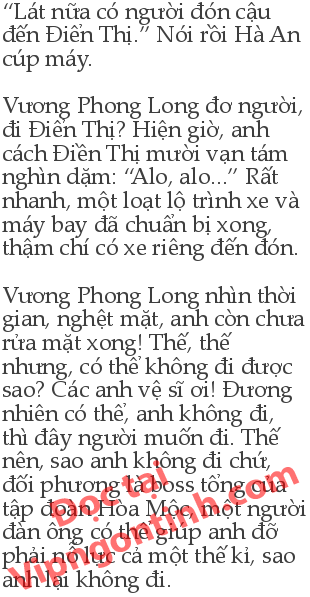 “Lát nữa có người đón cậu
đến Điển Thị.” Nói rồi Hà An
cúp máy.
Vương Phong Long đơ người,
đi Điển Thị? Hiện giờ, anh
cách Điền Thị mười vạn tám
nghìn dặm: “Alo, alo...” Rất
nhanh, một loạt lộ trình xe và
máy bay đã chuẩn bị xong,
thậm chí có xe riêng đến đón.
Vương Phong Long nhìn thời
gian, nghệt mặt, anh còn chưa
rửa mặt xong! Thế, thế
nhưng, có thể không đi được
sao? Các anh vệ sĩ ơi! Đương
nhiên có thể, anh không đi,
thì đây người muốn đi. Thế
nên, sao anh không đi chứ,
đối phương là boss tổng của
tập đoàn Hòa Mộc, một người
đàn ông có thể giúp anh đỡ
phải nỗ lực cả một thế kỉ, sao
anh lại không đi.
Đọc tại
Vipngontinh.com